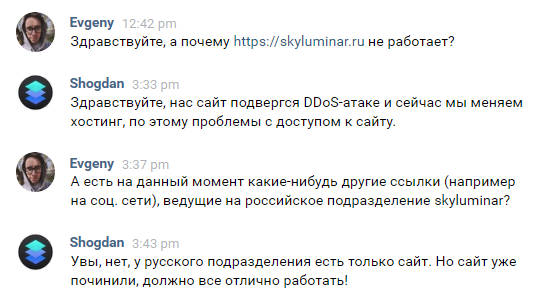 Evgeny 12:42 pm
Здравствуйте, а почему https://skyluminar.ru не работает?
Shogdan 3:33 pm
Здравствуйте, нас сайт подвергся DDoS-атаке и сейчас мы меняем
хостинг, по этому проблемы с доступом к сайту.
Evgeny 3:37 pm
А есть на данный момент какие-нибудь другие ссылки (например
на соц. сети), ведущие на российское подразделение skyluminar?
Shogdan 3:43 pm
Увы, нет, у русского подразделения есть только сайт. Но сайт уже
починили, должно все отлично работать!